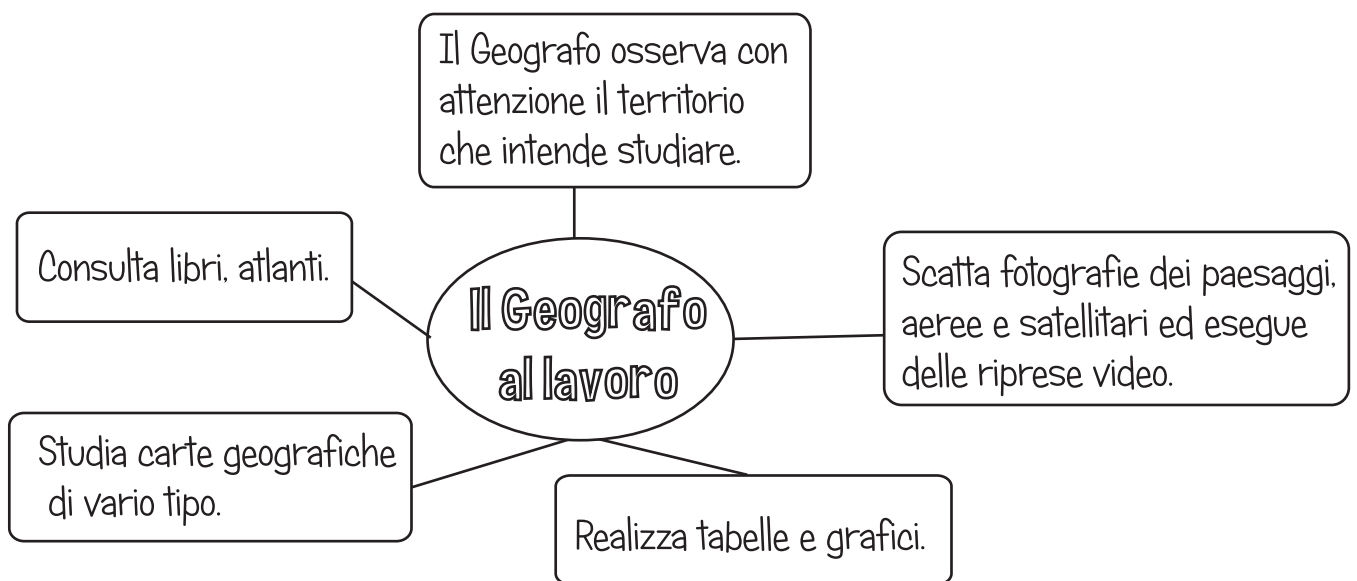 Il Geografo osserva con
attenzione il territorio
che intende studiare.
Consulta libri, atlanti.
Il Geografo
al lavoro
Scatta fotografie dei paesaggi,
aeree e satellitari ed esegue
delle riprese video.
Studia carte geografiche
di vario tipo.
Realizza tabelle e grafici.